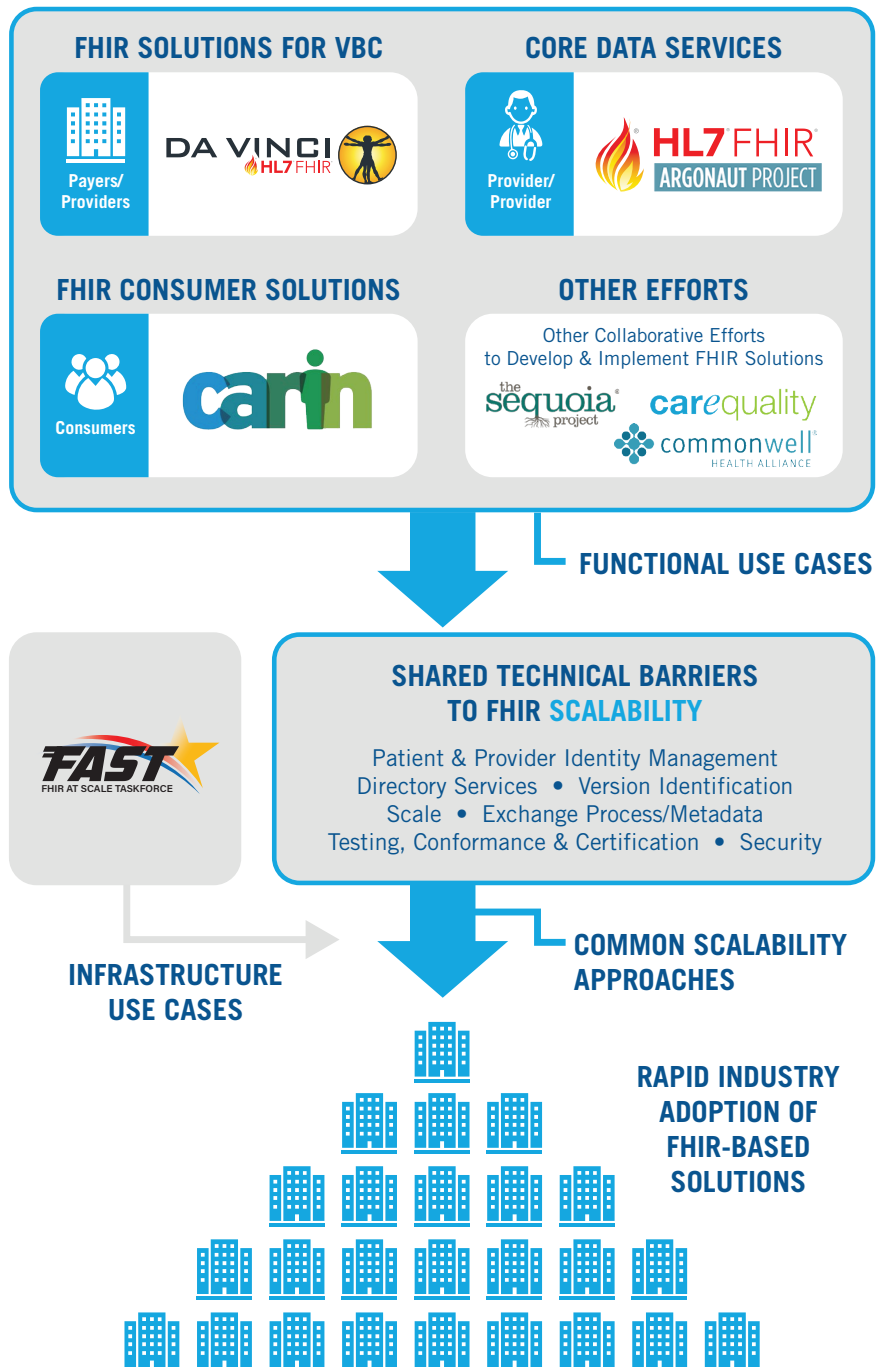 FHIR SOLUTIONS FOR VBC
Payers/
Providers
DA VINCI
HL7 FHIR
CORE DATA SERVICES
Provider/
Provider
HL7® FHIR®
ARGONAUT PROJECT
FHIR CONSUMER SOLUTIONS
Consumers
carin
OTHER EFFORTS
Other Collaborative Efforts
to Develop & Implement FHIR Solutions
the
sequoia®
project
carequality
commonwell®
HEALTH ALLIANCE
FUNCTIONAL USE CASES
FAST
FHIR AT SCALE TASKFORCE
SHARED TECHNICAL BARRIERS
TO FHIR SCALABILITY
Patient & Provider Identity Management
Directory Services • Version Identification
Scale • Exchange Process/Metadata
Testing, Conformance & Certification • Security
INFRASTRUCTURE
USE CASES
COMMON SCALABILITY
APPROACHES
RAPID INDUSTRY
ADOPTION OF
FHIR-BASED
SOLUTIONS